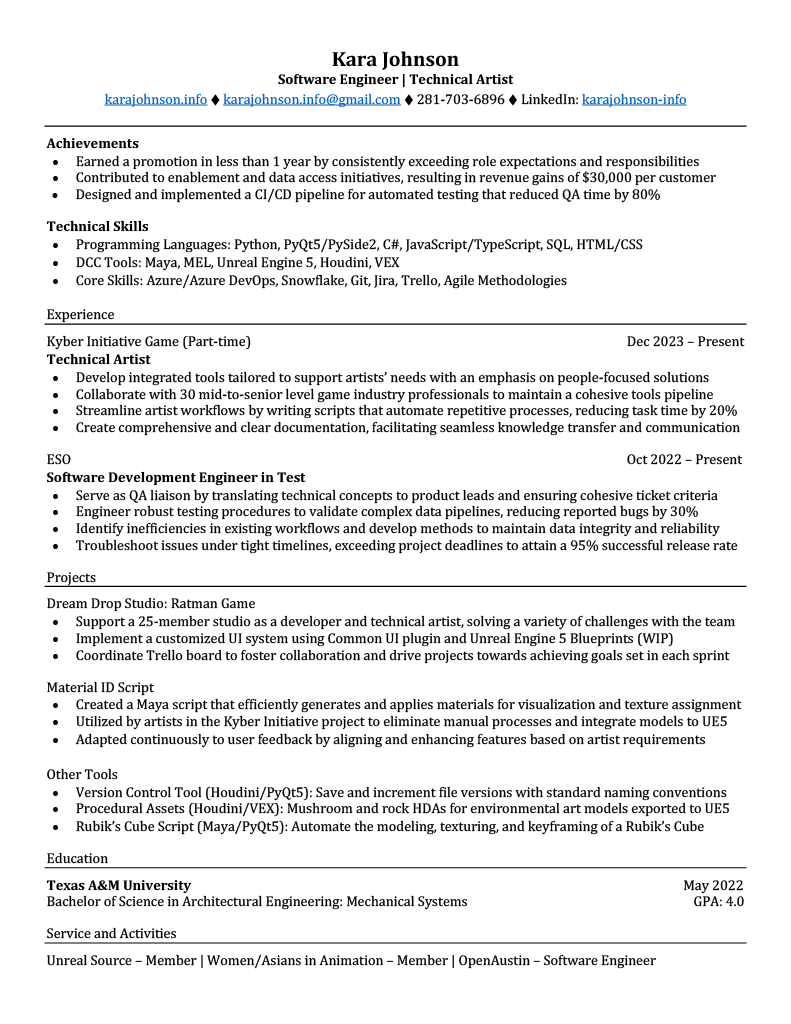 Kara Johnson
Software Engineer | Technical Artist
karajohnson.info ♦ karajohnson.info@gmail.com ♦ 281-703-6896 ♦ LinkedIn: karajohnson-info
Achievements
• Earned a promotion in less than 1 year by consistently exceeding role expectations and responsibilities
• Contributed to enablement and data access initiatives, resulting in revenue gains of $30,000 per customer
• Designed and implemented a CI/CD pipeline for automated testing that reduced QA time by 80%
Technical Skills
• Programming Languages: Python, PyQt5/PySide2, C#, JavaScript/TypeScript, SQL, HTML/CSS
• DCC Tools: Maya, MEL, Unreal Engine 5, Houdini, VEX
• Core Skills: Azure/Azure DevOps, Snowflake, Git, Jira, Trello, Agile Methodologies
Experience
Kyber Initiative Game (Part-time) Dec 2023 – Present
Technical Artist
• Develop integrated tools tailored to support artists’ needs with an emphasis on people-focused solutions
• Collaborate with 30 mid-to-senior level game industry professionals to maintain a cohesive tools pipeline
• Streamline artist workflows by writing scripts that automate repetitive processes, reducing task time by 20%
• Create comprehensive and clear documentation, facilitating seamless knowledge transfer and communication
ESO Oct 2022 – Present
Software Development Engineer in Test
• Serve as QA liaison by translating technical concepts to product leads and ensuring cohesive ticket criteria
• Engineer robust testing procedures to validate complex data pipelines, reducing reported bugs by 30%
• Identify inefficiencies in existing workflows and develop methods to maintain data integrity and reliability
• Troubleshoot issues under tight timelines, exceeding project deadlines to attain a 95% successful release rate
Projects
Dream Drop Studio: Ratman Game
• Support a 25-member studio as a developer and technical artist, solving a variety of challenges with the team
• Implement a customized UI system using Common UI plugin and Unreal Engine 5 Blueprints (WIP)
• Coordinate Trello board to foster collaboration and drive projects towards achieving goals set in each sprint
Material ID Script
• Created a Maya script that efficiently generates and applies materials for visualization and texture assignment
• Utilized by artists in the Kyber Initiative project to eliminate manual processes and integrate models to UE5
• Adapted continuously to user feedback by aligning and enhancing features based on artist requirements
Other Tools
• Version Control Tool (Houdini/PyQt5): Save and increment file versions with standard naming conventions
• Procedural Assets (Houdini/VEX): Mushroom and rock HDAs for environmental art models exported to UE5
• Rubik’s Cube Script (Maya/PyQt5): Automate the modeling, texturing, and keyframing of a Rubik’s Cube
Education
Texas A&M University May 2022
Bachelor of Science in Architectural Engineering: Mechanical Systems GPA: 4.0
Service and Activities
Unreal Source – Member | Women/Asians in Animation – Member | OpenAustin – Software Engineer